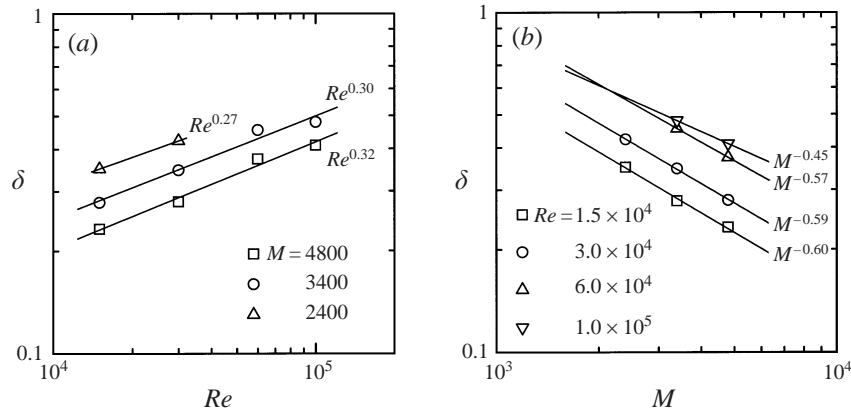 1
(a)
Re^0.30
Re^0.27
Re^0.32
δ
M = 4800
3400
2400
0.1
10^4
10^5
Re
1
(b)
M^−0.45
M^−0.57
M^−0.59
M^−0.60
δ
Re = 1.5 × 10^4
3.0 × 10^4
6.0 × 10^4
1.0 × 10^5
0.1
10^3
10^4
M